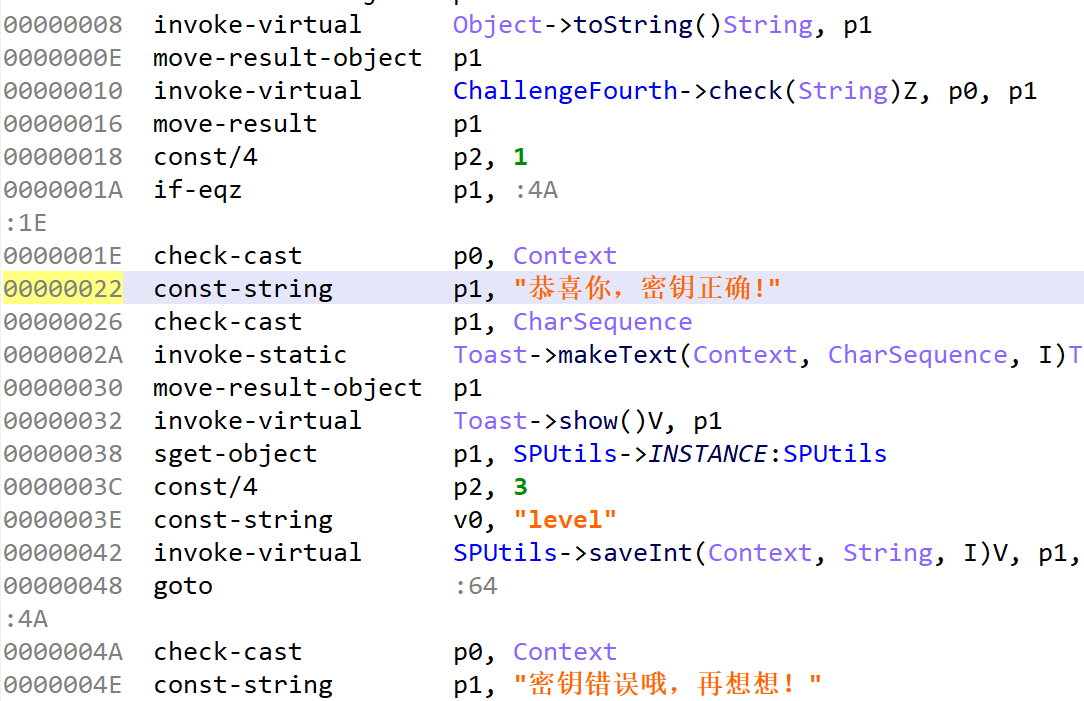 00000008 invoke-virtual Object->toString()String, p1
0000000E move-result-object p1
00000010 invoke-virtual ChallengeFourth->check(String)Z, p0, p1
00000016 move-result p1
00000018 const/4 p2, 1
0000001A if-eqz p1, :4A
:1E
0000001E check-cast p0, Context
00000022 const-string p1, "恭喜你，密钥正确!"
00000026 check-cast p1, CharSequence
0000002A invoke-static Toast->makeText(Context, CharSequence, I)T
00000030 move-result-object p1
00000032 invoke-virtual Toast->show()V, p1
00000038 sget-object p1, SPUtils->INSTANCE:SPUtils
0000003C const/4 p2, 3
0000003E const-string v0, "level"
00000042 invoke-virtual SPUtils->saveInt(Context, String, I)V, p1,
00000048 goto :64
:4A
0000004A check-cast p0, Context
0000004E const-string p1, "密钥错误哦，再想想！"